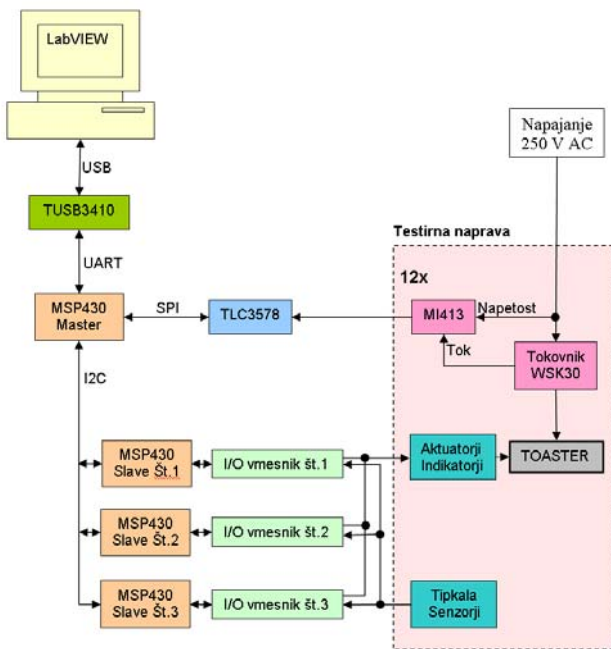 LabVIEW
USB
TUSB3410
UART
MSP430
Master
SPI
TLC3578
I2C
Napajanje
250 V AC
Testirna naprava
12x
MI413
Napetost
Tok
Tokovnik
WSK30
MSP430
Slave Št.1
I/O vmesnik št.1
Aktuatorji
Indikatorji
TOASTER
MSP430
Slave Št.2
I/O vmesnik št.2
MSP430
Slave Št.3
I/O vmesnik št.3
Tipkala
Senzorji